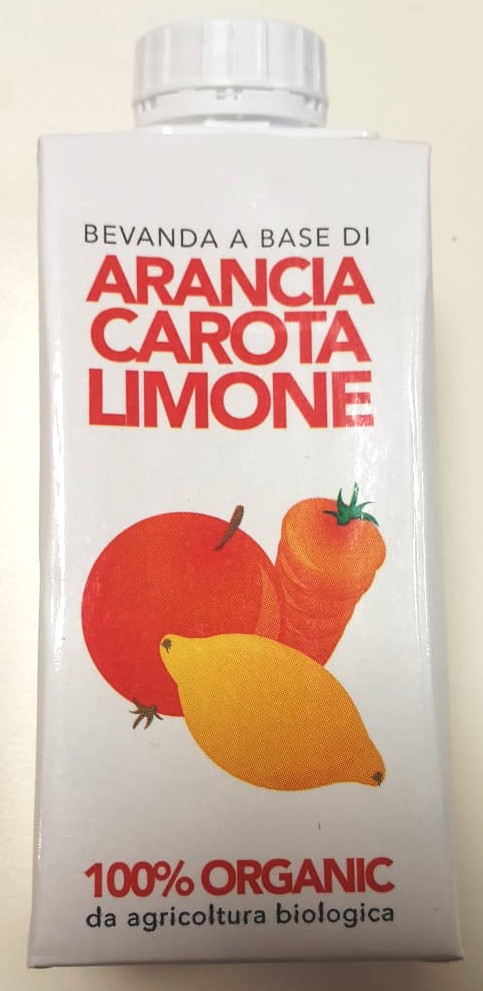 BEVANDA A BASE DI
ARANCIA
CAROTA
LIMONE
100% ORGANIC
da agricoltura biologica